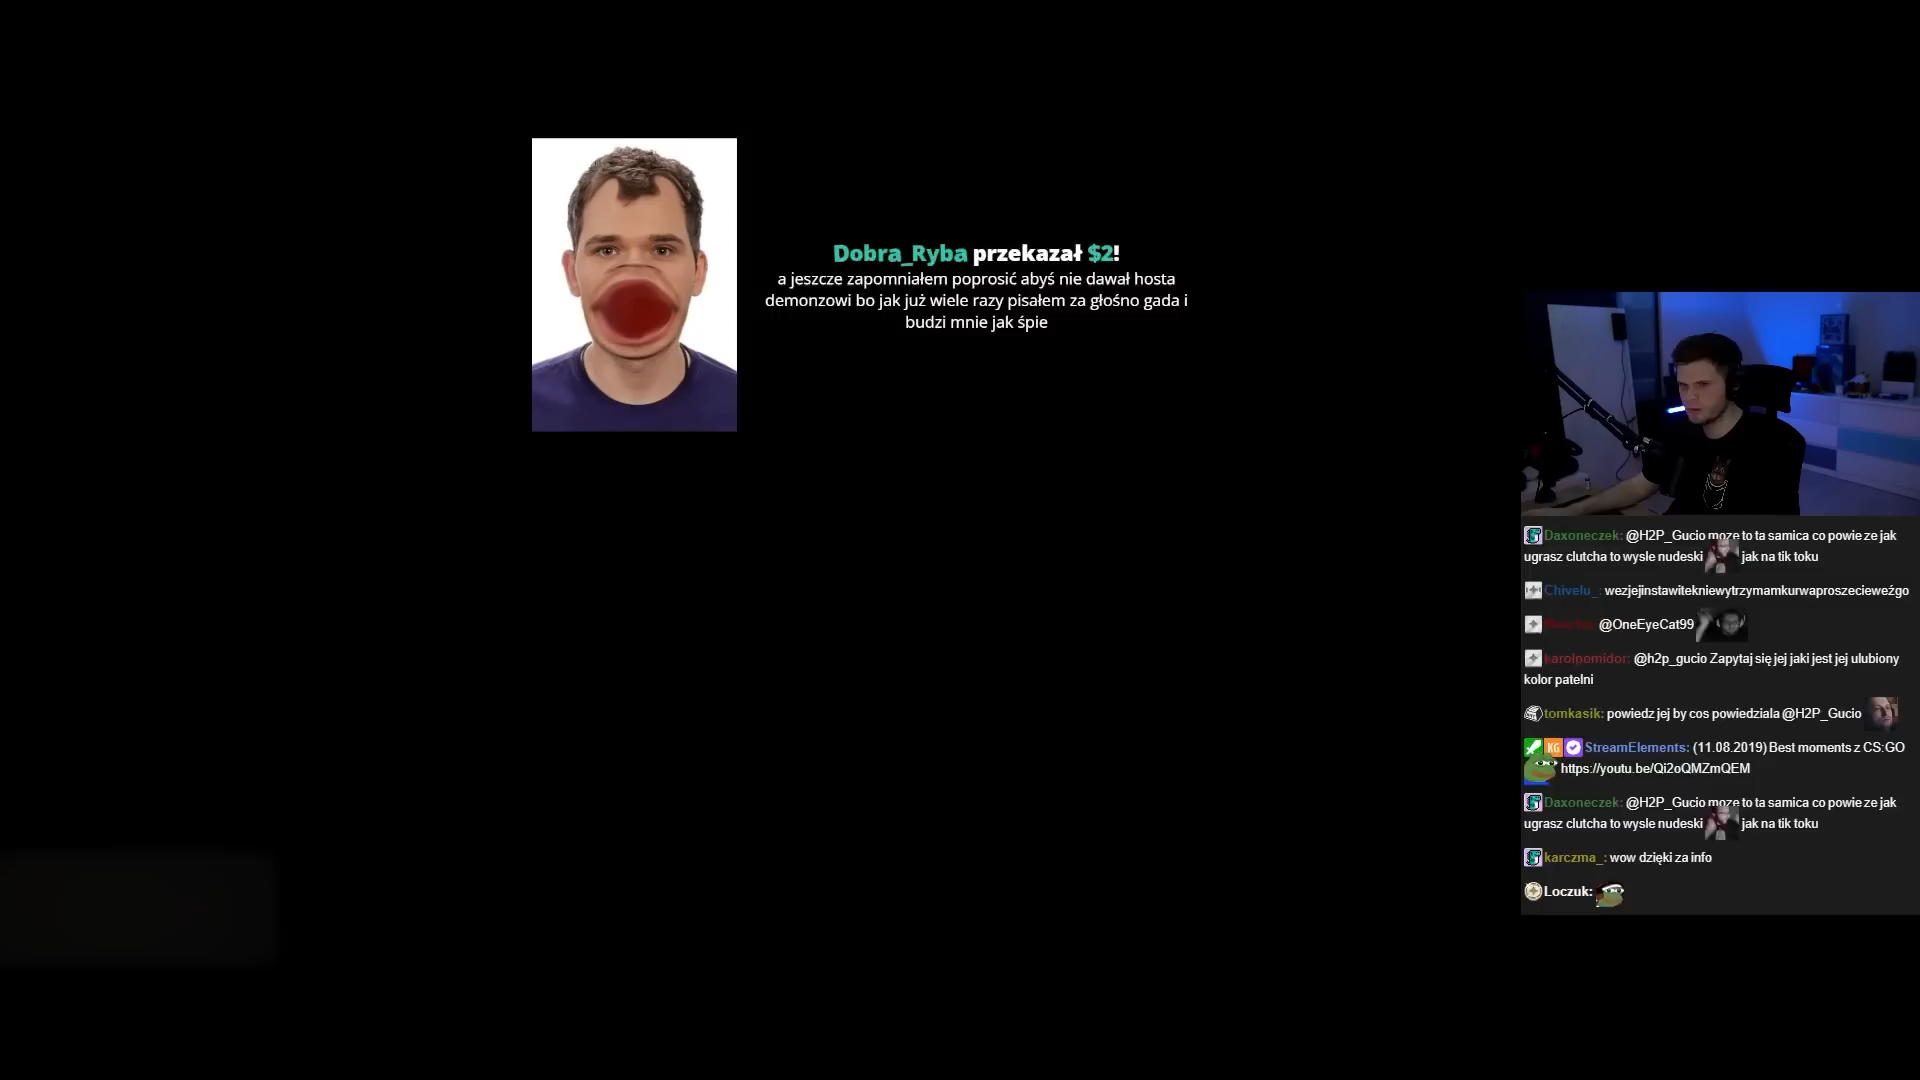 Dobra_Ryba przekazał $2!
a jeszcze zapomniałem poprosić abyś nie dawał hosta
demonzowi bo jak już wiele razy pisałem za głośno gada i
budzi mnie jak śpie
Daxoneczek: @H2P_Gucio moze to ta samica co powie ze jak
ugrasz clutcha to wysle nudeski jak na tik toku
Chivelu_: wezjejinstawitekniewytrzymamkurwaproszecieweźgo
@OneEyeCat99
karolpomidor: @h2p_gucio Zapytaj się jej jaki jest jej ulubiony
kolor patelni
tomkasik: powiedz jej by cos powiedziala @H2P_Gucio
KG StreamElements: (11.08.2019) Best moments z CS:GO
https://youtu.be/Qi2oQMZmQEM
Daxoneczek: @H2P_Gucio moze to ta samica co powie ze jak
ugrasz clutcha to wysle nudeski jak na tik toku
karczma_: wow dzięki za info
Loczuk: